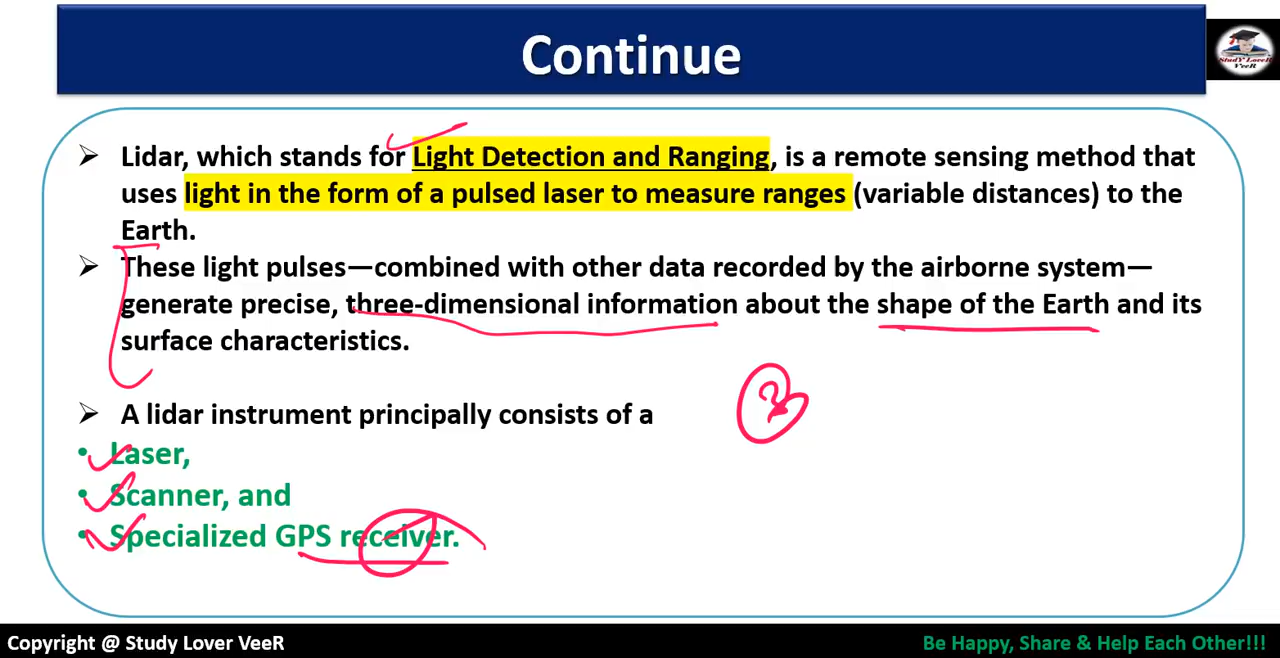 Continue
StudY LoveR
VeeR
➢ Lidar, which stands for Light Detection and Ranging, is a remote sensing method that
uses light in the form of a pulsed laser to measure ranges (variable distances) to the
Earth.
➢ These light pulses—combined with other data recorded by the airborne system—
generate precise, three-dimensional information about the shape of the Earth and its
surface characteristics.
➢ A lidar instrument principally consists of a
• Laser,
• Scanner, and
• Specialized GPS receiver.
Copyright @ Study Lover VeeR
Be Happy, Share & Help Each Other!!!